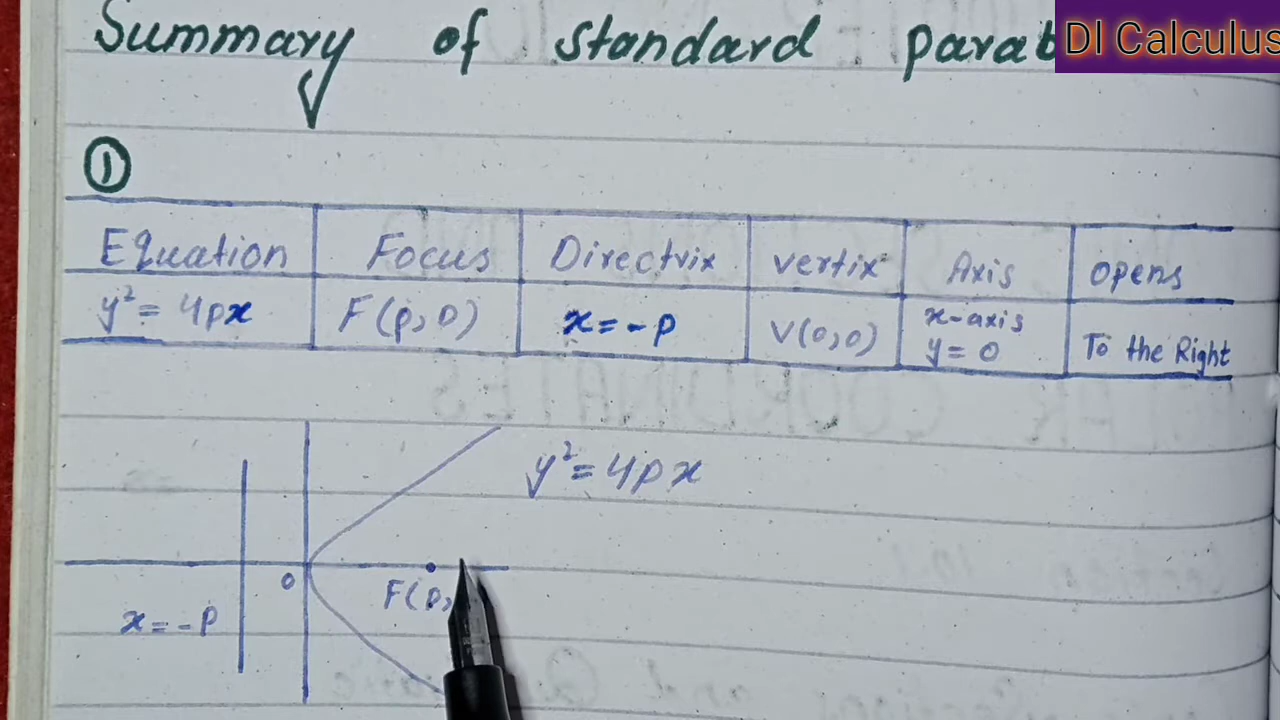 Summary of standard parab
DI Calculus
1
Equation Focus Directrix vertix Axis opens
y² = 4px F(p,0) x = -p V(0,0) x-axis y = 0 To the Right
y² = 4px
0
F(p,
x = -p